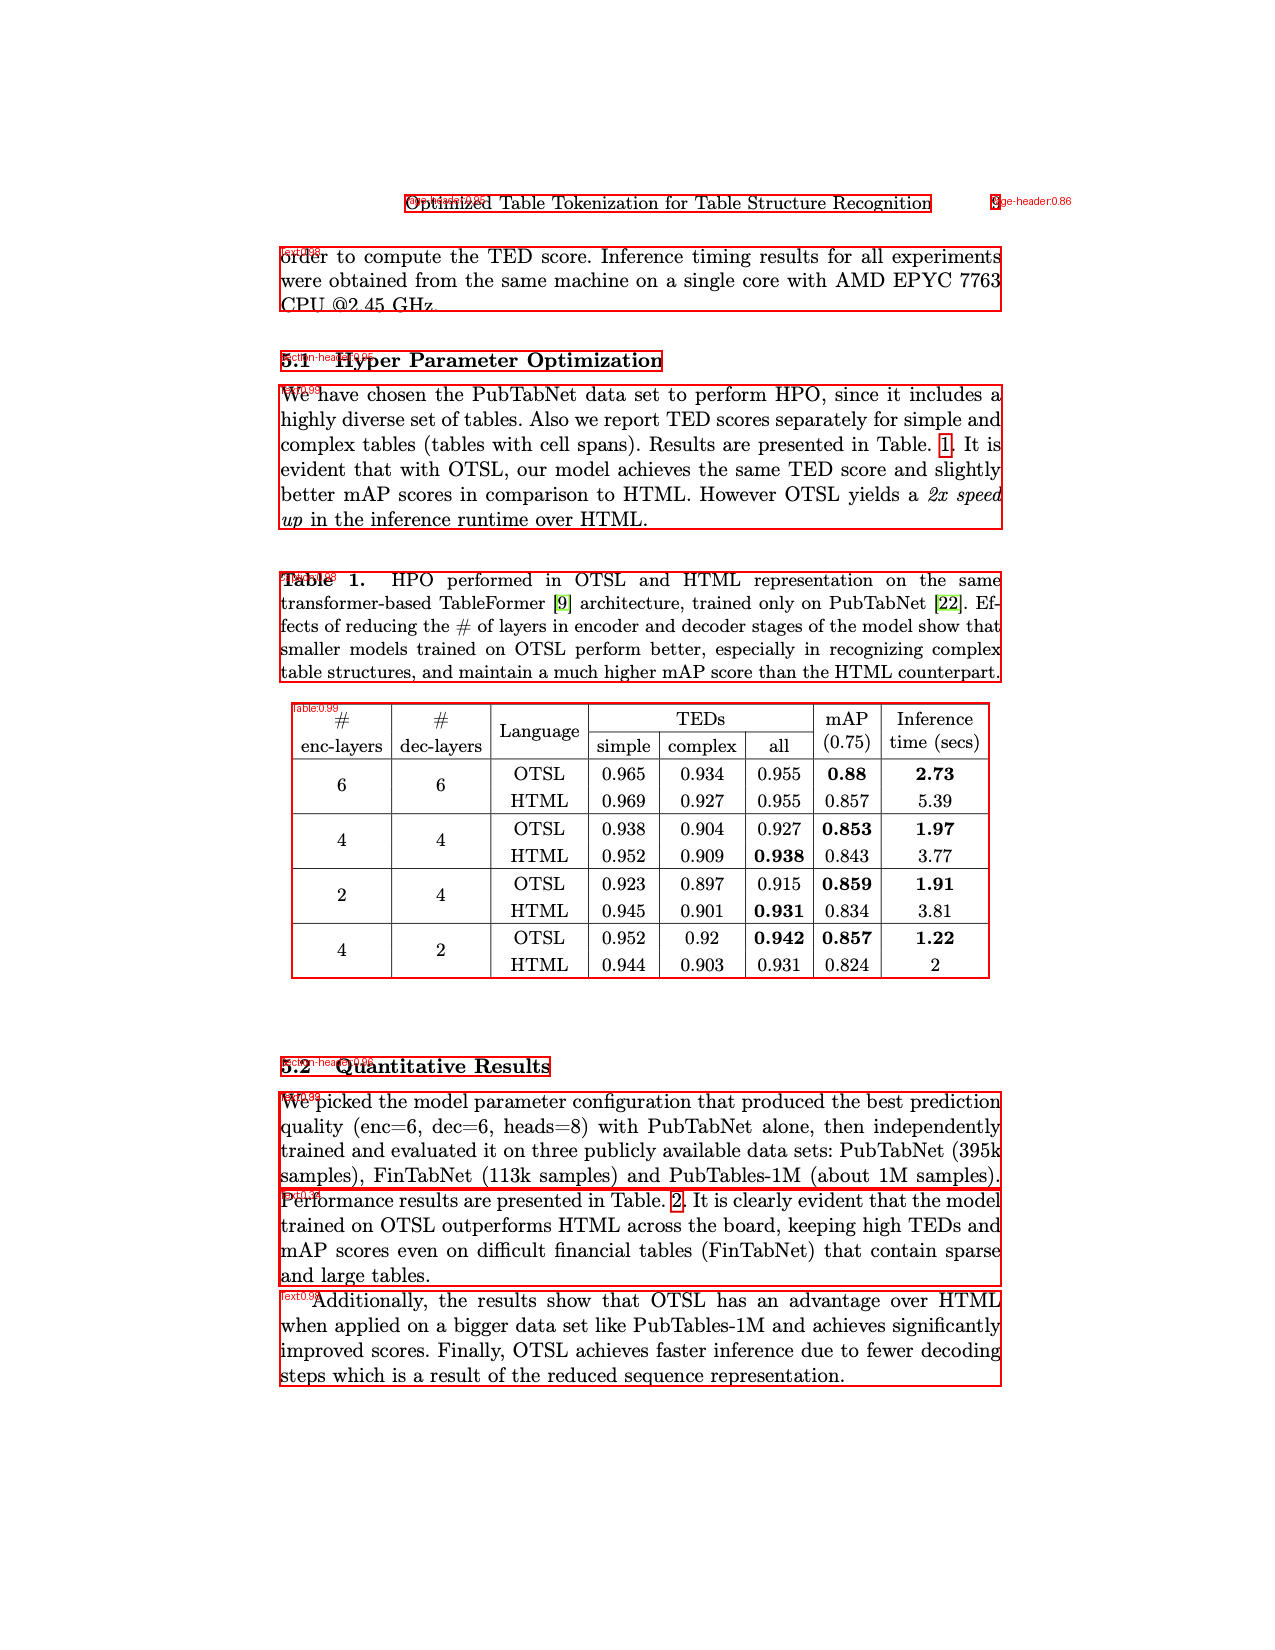 Optimized Table Tokenization for Table Structure Recognition 9
Page-header:0.86
order to compute the TED score. Inference timing results for all experiments
were obtained from the same machine on a single core with AMD EPYC 7763
CPU @2.45 GHz.
5.1 Hyper Parameter Optimization
We have chosen the PubTabNet data set to perform HPO, since it includes a
highly diverse set of tables. Also we report TED scores separately for simple and
complex tables (tables with cell spans). Results are presented in Table. 1. It is
evident that with OTSL, our model achieves the same TED score and slightly
better mAP scores in comparison to HTML. However OTSL yields a 2x speed
up in the inference runtime over HTML.
Table 1. HPO performed in OTSL and HTML representation on the same
transformer-based TableFormer [9] architecture, trained only on PubTabNet [22]. Ef-
fects of reducing the # of layers in encoder and decoder stages of the model show that
smaller models trained on OTSL perform better, especially in recognizing complex
table structures, and maintain a much higher mAP score than the HTML counterpart.
Table:0.99
# # Language TEDs mAP Inference
enc-layers dec-layers simple complex all (0.75) time (secs)
6 6 OTSL 0.965 0.934 0.955 0.88 2.73
HTML 0.969 0.927 0.955 0.857 5.39
4 4 OTSL 0.938 0.904 0.927 0.853 1.97
HTML 0.952 0.909 0.938 0.843 3.77
2 4 OTSL 0.923 0.897 0.915 0.859 1.91
HTML 0.945 0.901 0.931 0.834 3.81
4 2 OTSL 0.952 0.92 0.942 0.857 1.22
HTML 0.944 0.903 0.931 0.824 2
5.2 Quantitative Results
We picked the model parameter configuration that produced the best prediction
quality (enc=6, dec=6, heads=8) with PubTabNet alone, then independently
trained and evaluated it on three publicly available data sets: PubTabNet (395k
samples), FinTabNet (113k samples) and PubTables-1M (about 1M samples).
Performance results are presented in Table. 2. It is clearly evident that the model
trained on OTSL outperforms HTML across the board, keeping high TEDs and
mAP scores even on difficult financial tables (FinTabNet) that contain sparse
and large tables.
Additionally, the results show that OTSL has an advantage over HTML
when applied on a bigger data set like PubTables-1M and achieves significantly
improved scores. Finally, OTSL achieves faster inference due to fewer decoding
steps which is a result of the reduced sequence representation.